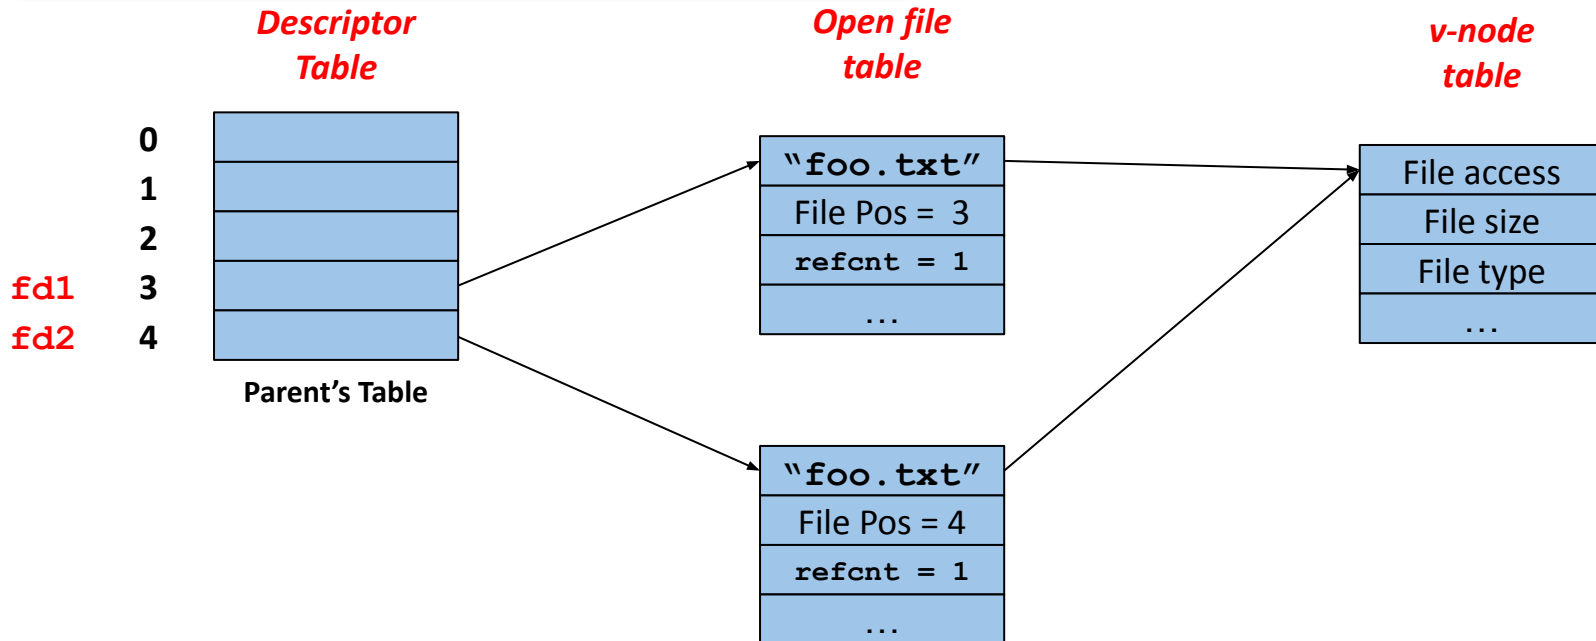 Descriptor
Table
0
1
2
fd1 3
fd2 4
Parent’s Table
Open file
table
“foo.txt”
File Pos = 3
refcnt = 1
...
“foo.txt”
File Pos = 4
refcnt = 1
...
v-node
table
File access
File size
File type
...